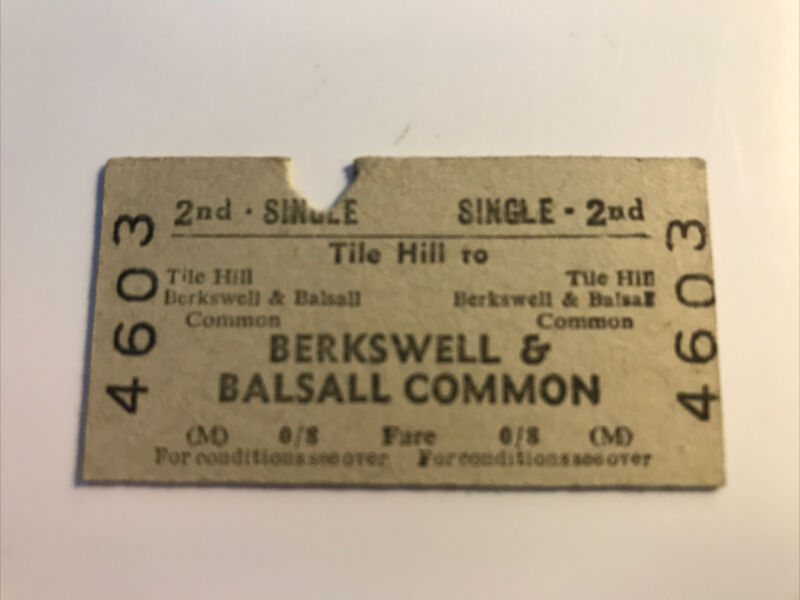 2nd · SINGLE SINGLE - 2nd
Tile Hill to
Tile Hill Tile Hill
Berkswell & Balsall Berkswell & Balsall
Common Common
BERKSWELL &
BALSALL COMMON
(M) 0/8 Fare 0/8 (M)
For conditions see over For conditions see over
4603
4603